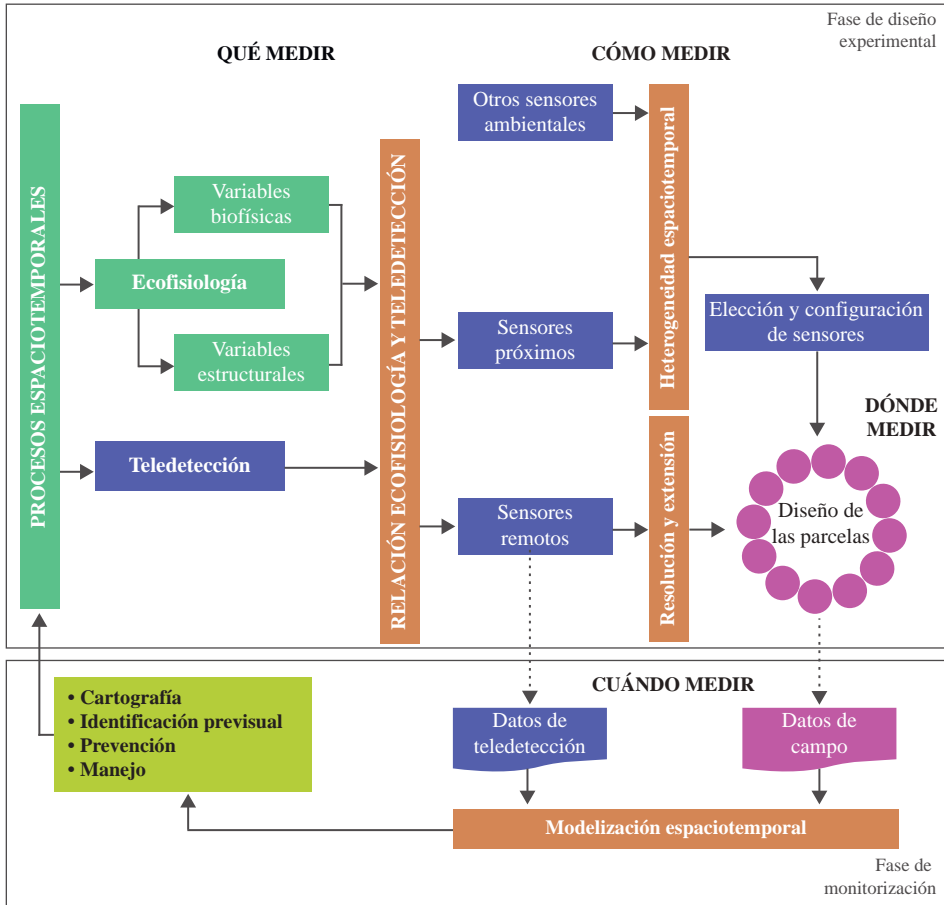 Fase de diseño
experimental
QUÉ MEDIR
CÓMO MEDIR
PROCESOS ESPACIOTEMPORALES
Variables
biofísicas
Ecofisiología
Variables
estructurales
Teledetección
RELACIÓN ECOFISIOLOGÍA Y TELEDETECCIÓN
Otros sensores
ambientales
Sensores
próximos
Sensores
remotos
Heterogeneidad espaciotemporal
Resolución y extensión
Elección y configuración
de sensores
DÓNDE
MEDIR
Diseño de
las parcelas
CUÁNDO MEDIR
• Cartografía
• Identificación previsual
• Prevención
• Manejo
Datos de
teledetección
Datos de
campo
Modelización espaciotemporal
Fase de
monitorización